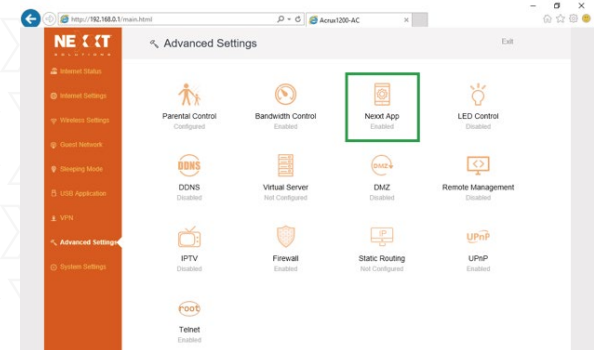 http://192.168.0.1/main.html
Acrux1200-AC
NEXXT
SOLUTIONS
Advanced Settings
Exit
Internet Status
Internet Settings
Wireless Settings
Guest Network
Sleeping Mode
USB Application
VPN
Advanced Settings
System Settings
Parental Control
Configured
Bandwidth Control
Enabled
Nexxt App
Enabled
LED Control
Disabled
DDNS
DDNS
Disabled
Virtual Server
Not Configured
DMZ
DMZ
Disabled
Remote Management
Disabled
IPTV
Disabled
Firewall
Enabled
IP
Static Routing
Not Configured
UPnP
UPnP
Enabled
root
Telnet
Enabled